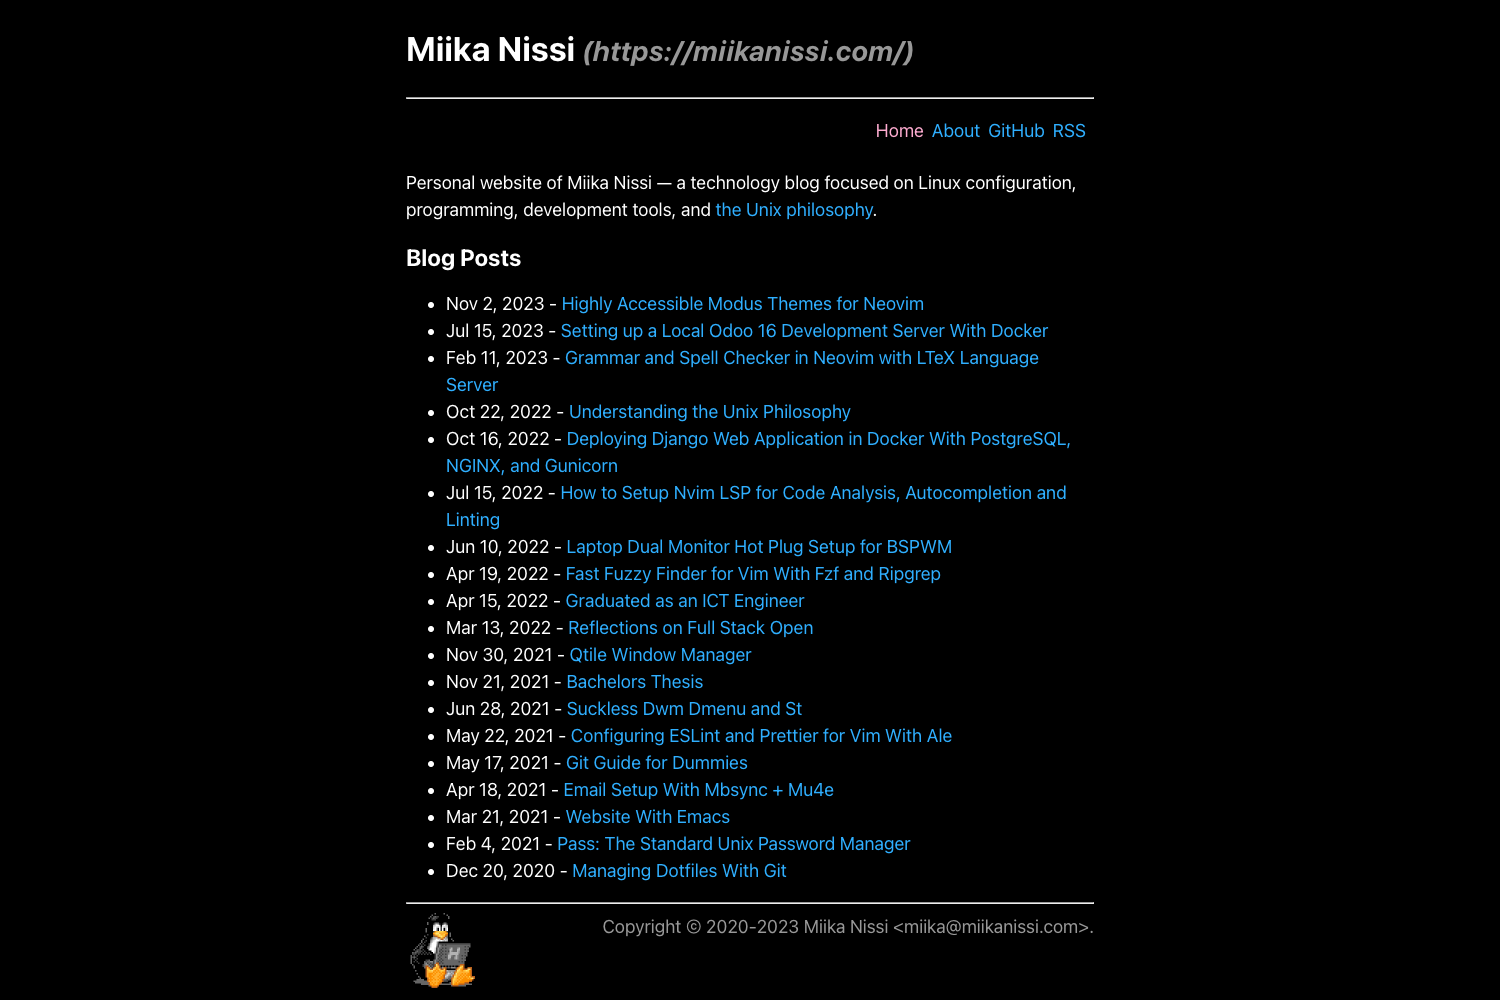 Miika Nissi (https://miikanissi.com/)
Home About GitHub RSS
Personal website of Miika Nissi — a technology blog focused on Linux configuration,
programming, development tools, and the Unix philosophy.
Blog Posts
• Nov 2, 2023 - Highly Accessible Modus Themes for Neovim
• Jul 15, 2023 - Setting up a Local Odoo 16 Development Server With Docker
• Feb 11, 2023 - Grammar and Spell Checker in Neovim with LTeX Language
Server
• Oct 22, 2022 - Understanding the Unix Philosophy
• Oct 16, 2022 - Deploying Django Web Application in Docker With PostgreSQL,
NGINX, and Gunicorn
• Jul 15, 2022 - How to Setup Nvim LSP for Code Analysis, Autocompletion and
Linting
• Jun 10, 2022 - Laptop Dual Monitor Hot Plug Setup for BSPWM
• Apr 19, 2022 - Fast Fuzzy Finder for Vim With Fzf and Ripgrep
• Apr 15, 2022 - Graduated as an ICT Engineer
• Mar 13, 2022 - Reflections on Full Stack Open
• Nov 30, 2021 - Qtile Window Manager
• Nov 21, 2021 - Bachelors Thesis
• Jun 28, 2021 - Suckless Dwm Dmenu and St
• May 22, 2021 - Configuring ESLint and Prettier for Vim With Ale
• May 17, 2021 - Git Guide for Dummies
• Apr 18, 2021 - Email Setup With Mbsync + Mu4e
• Mar 21, 2021 - Website With Emacs
• Feb 4, 2021 - Pass: The Standard Unix Password Manager
• Dec 20, 2020 - Managing Dotfiles With Git
Copyright © 2020-2023 Miika Nissi <miika@miikanissi.com>.
H